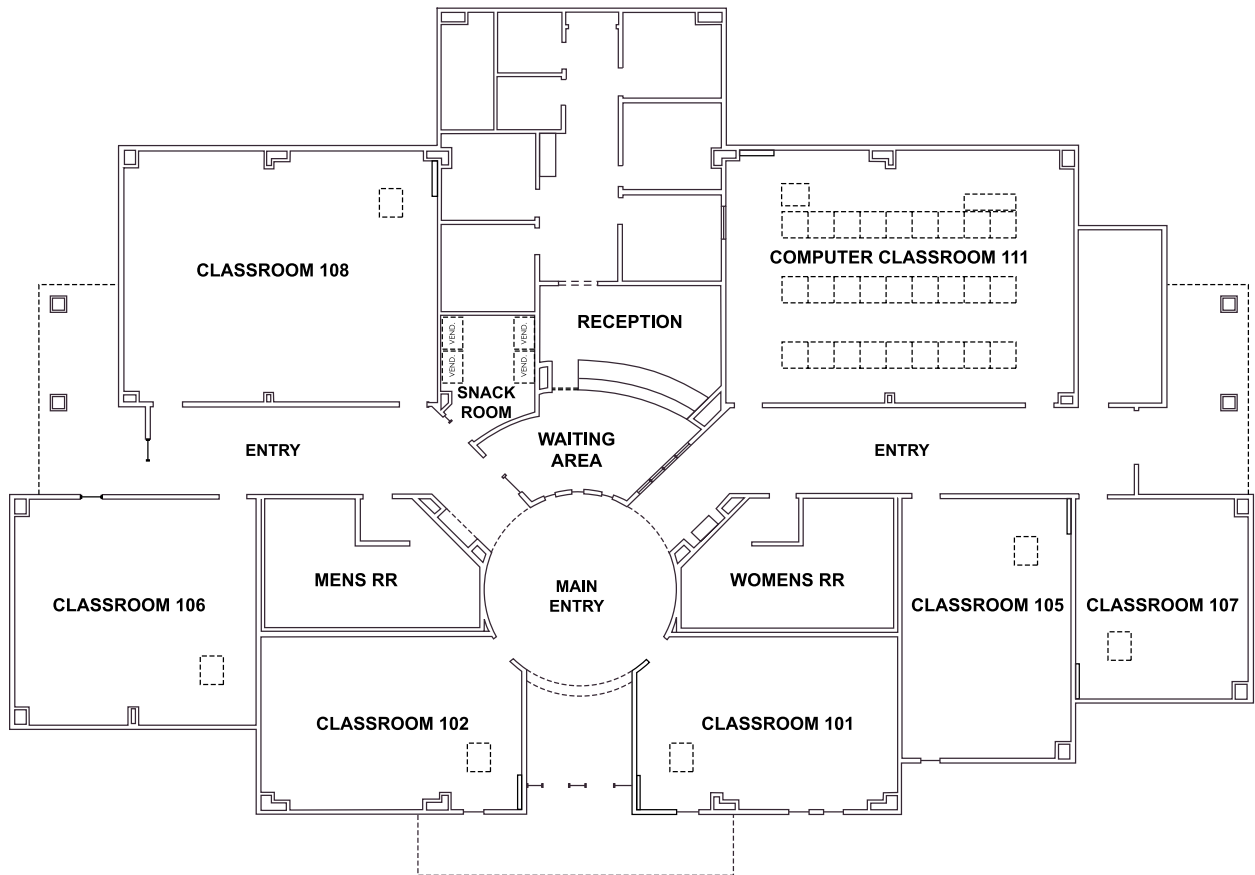 CLASSROOM 108
COMPUTER CLASSROOM 111
RECEPTION
VEND.
VEND.
VEND.
VEND.
SNACK
ROOM
WAITING
AREA
ENTRY
ENTRY
MENS RR
MAIN
ENTRY
WOMENS RR
CLASSROOM 106
CLASSROOM 105
CLASSROOM 107
CLASSROOM 102
CLASSROOM 101